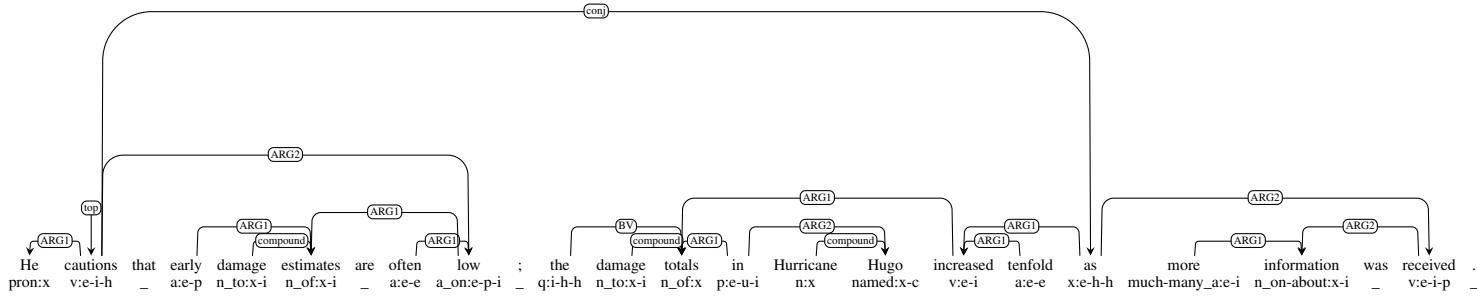 conj
ARG2
top
ARG1 ARG2
ARG1
ARG1 BV ARG2
ARG1 compound ARG1 compound ARG1 compound ARG1 ARG1 ARG1 ARG2
He cautions that early damage estimates are often low ; the damage totals in Hurricane Hugo increased tenfold as more information was received .
pron:x v:e-i-h _ a:e-p n_to:x-i n_of:x-i _ a:e-e a_on:e-p-i _ q:i-h-h n_to:x-i n_of:x p:e-u-i n:x named:x-c v:e-i a:e-e x:e-h-h much-many_a:e-i n_on-about:x-i _ v:e-i-p _